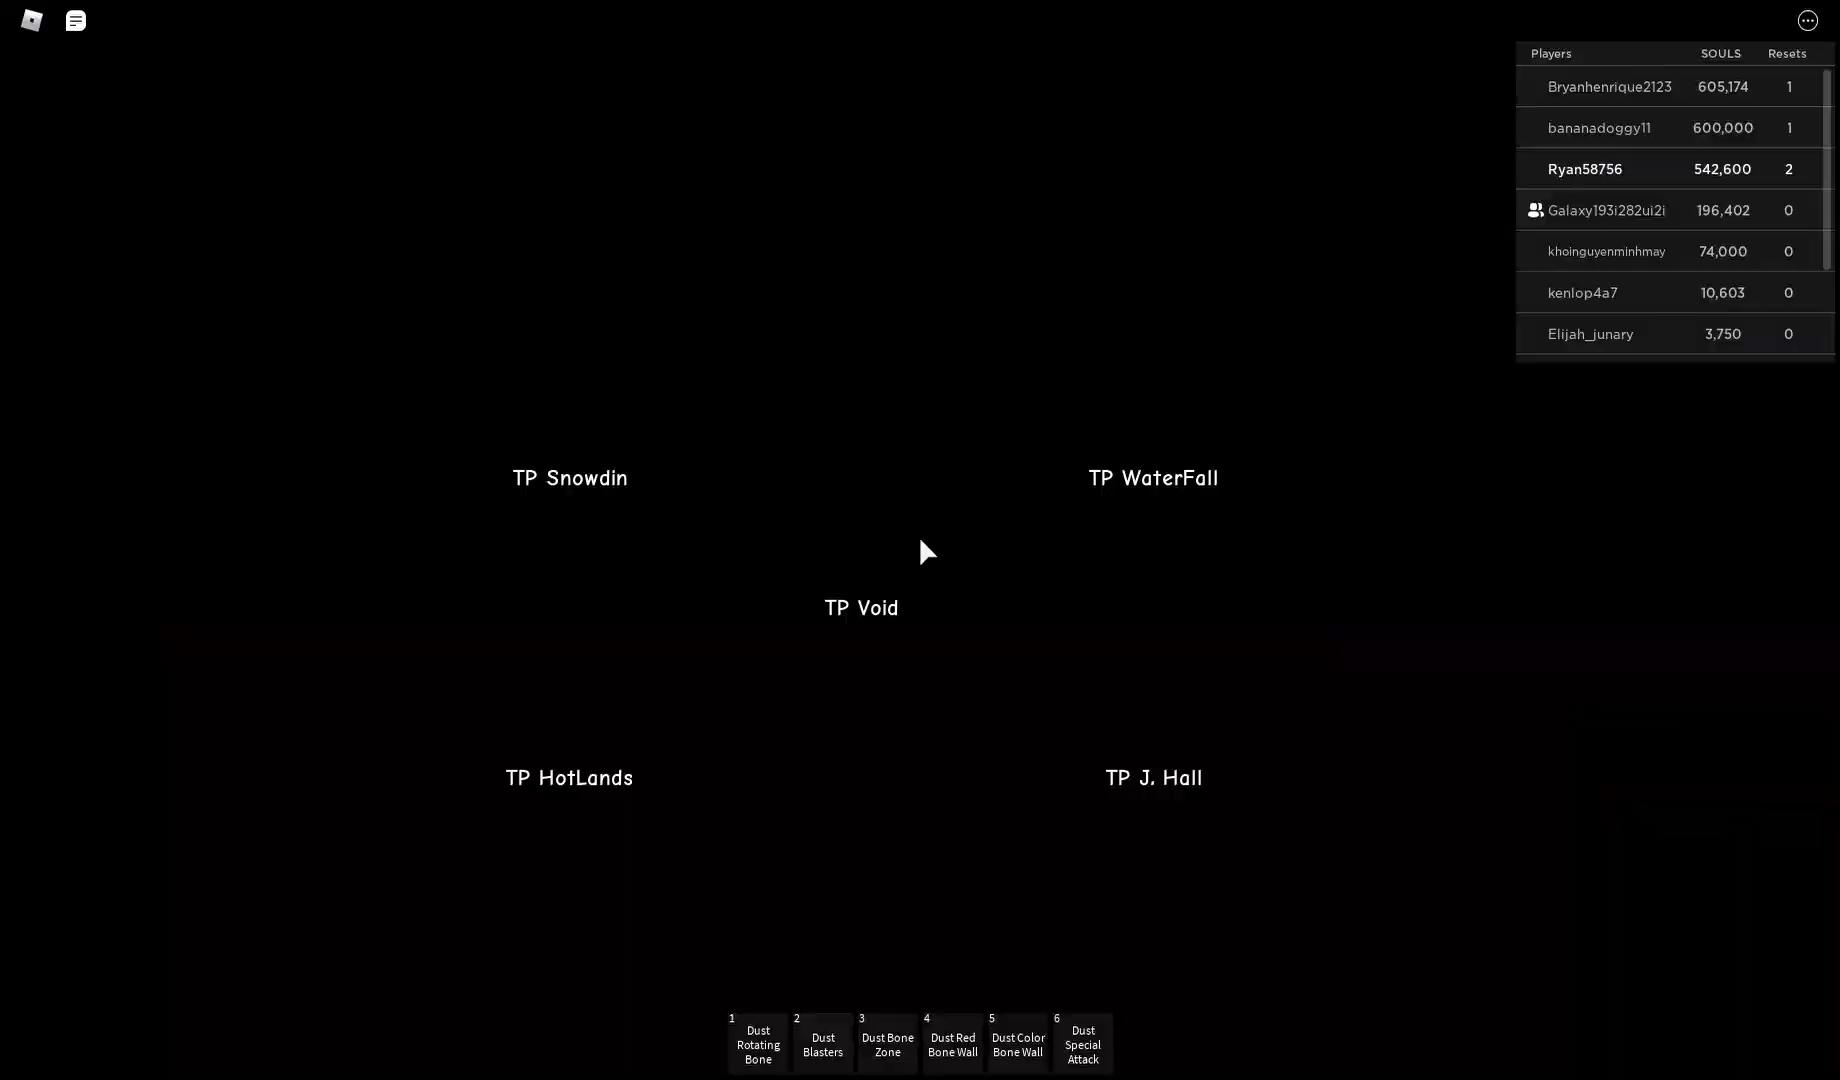 Players SOULS Resets
Bryanhenrique2123 605,174 1
bananadoggy11 600,000 1
Ryan58756 542,600 2
Galaxy193i282ui2i 196,402 0
khoinguyenminhmay 74,000 0
kenlop4a7 10,603 0
Elijah_junary 3,750 0
TP Snowdin
TP WaterFall
TP Void
TP HotLands
TP J. Hall
1 Dust
Rotating
Bone
2 Dust
Blasters
3 Dust Bone
Zone
4 Dust Red
Bone Wall
5 Dust Color
Bone Wall
6 Dust
Special
Attack